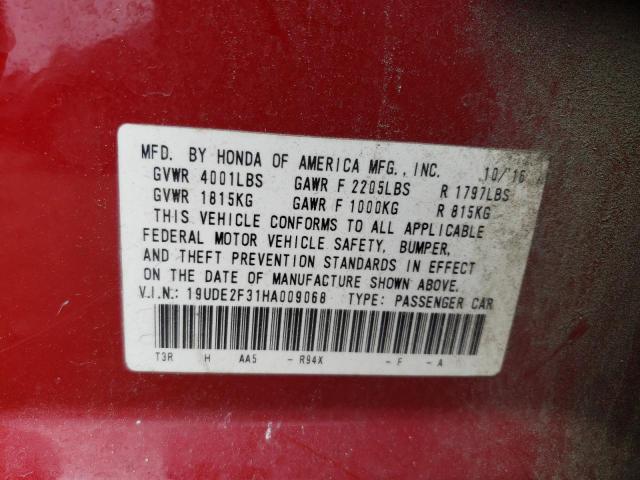 MFD. BY HONDA OF AMERICA MFG., INC. 10/'16
GVWR 4001LBS GAWR F 2205LBS R 1797LBS
GVWR 1815KG GAWR F 1000KG R 815KG
THIS VEHICLE CONFORMS TO ALL APPLICABLE
FEDERAL MOTOR VEHICLE SAFETY, BUMPER,
AND THEFT PREVENTION STANDARDS IN EFFECT
ON THE DATE OF MANUFACTURE SHOWN ABOVE.
V.I.N.: 19UDE2F31HA009068 TYPE: PASSENGER CAR
T3R H AA5 - R94X - F - A